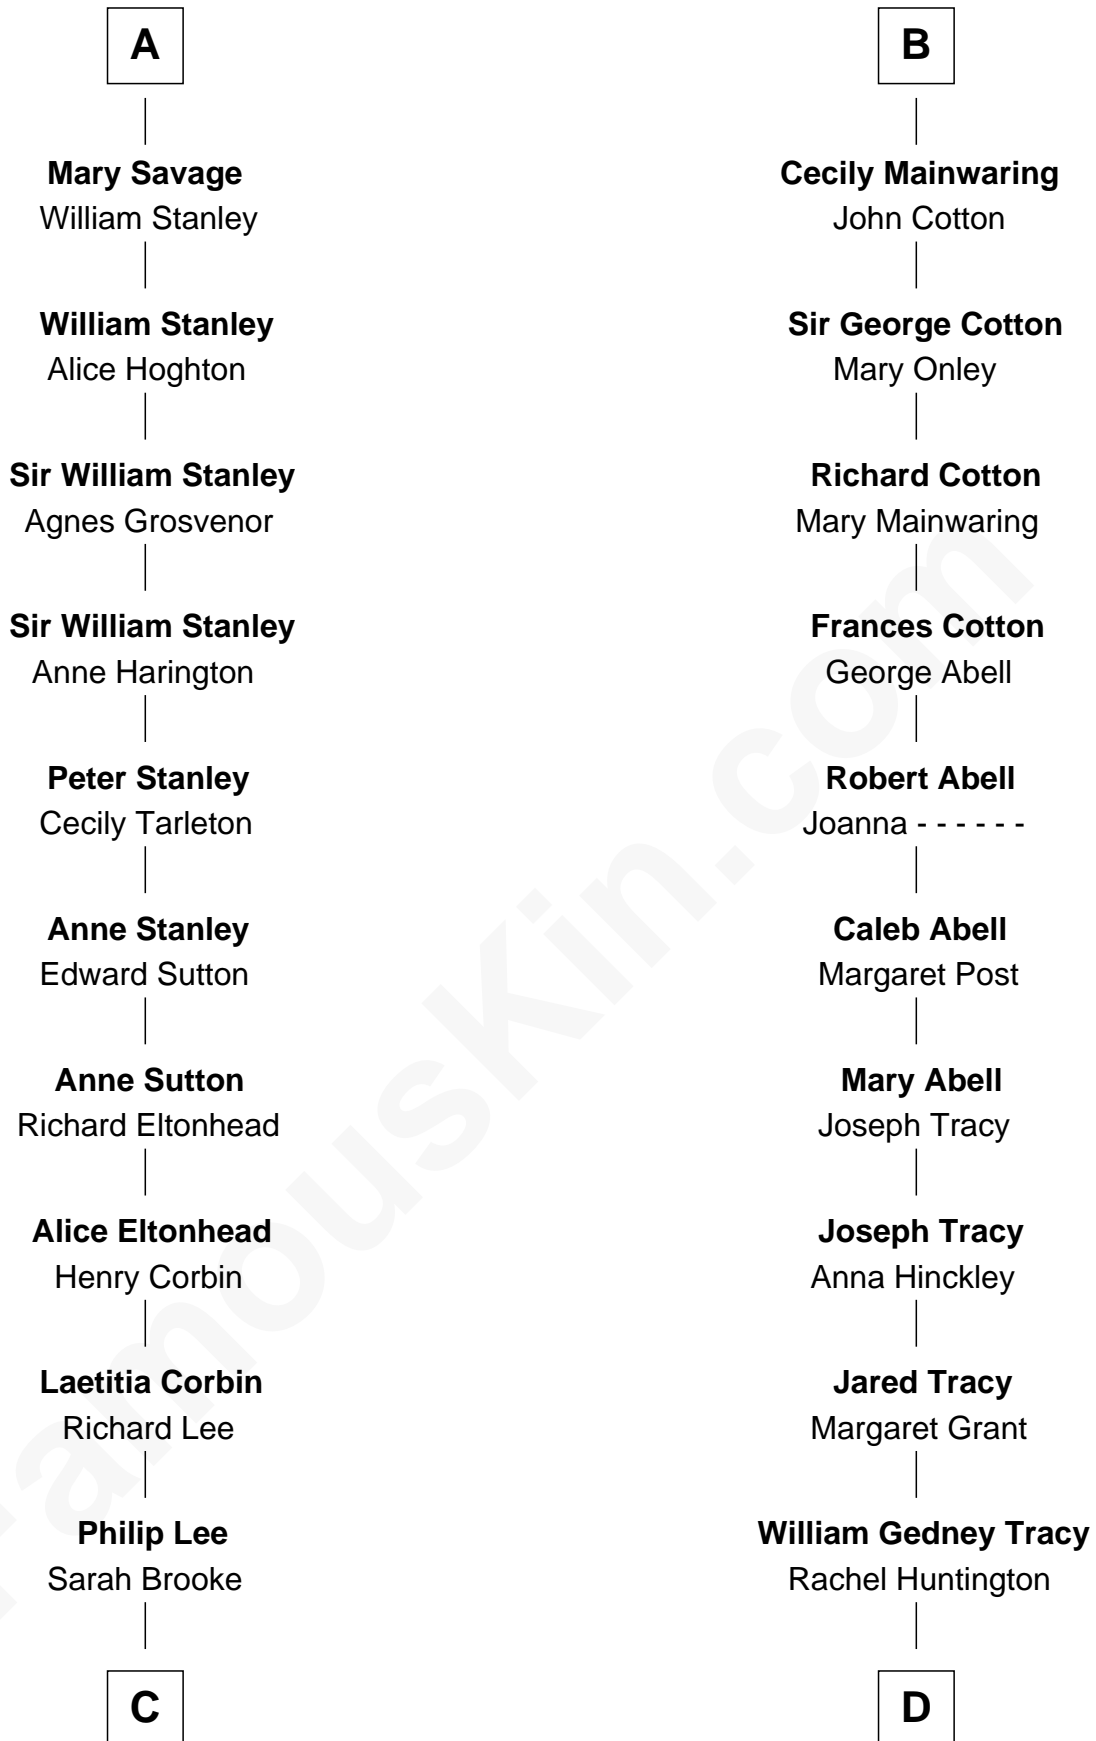 A
Mary Savage
William Stanley
William Stanley
Alice Hoghton
Sir William Stanley
Agnes Grosvenor
Sir William Stanley
Anne Harington
Peter Stanley
Cecily Tarleton
Anne Stanley
Edward Sutton
Anne Sutton
Richard Eltonhead
Alice Eltonhead
Henry Corbin
Laetitia Corbin
Richard Lee
Philip Lee
Sarah Brooke
C
B
Cecily Mainwaring
John Cotton
Sir George Cotton
Mary Onley
Richard Cotton
Mary Mainwaring
Frances Cotton
George Abell
Robert Abell
Joanna - - - - - -
Caleb Abell
Margaret Post
Mary Abell
Joseph Tracy
Joseph Tracy
Anna Hinckley
Jared Tracy
Margaret Grant
William Gedney Tracy
Rachel Huntington
D
FamousKin.com